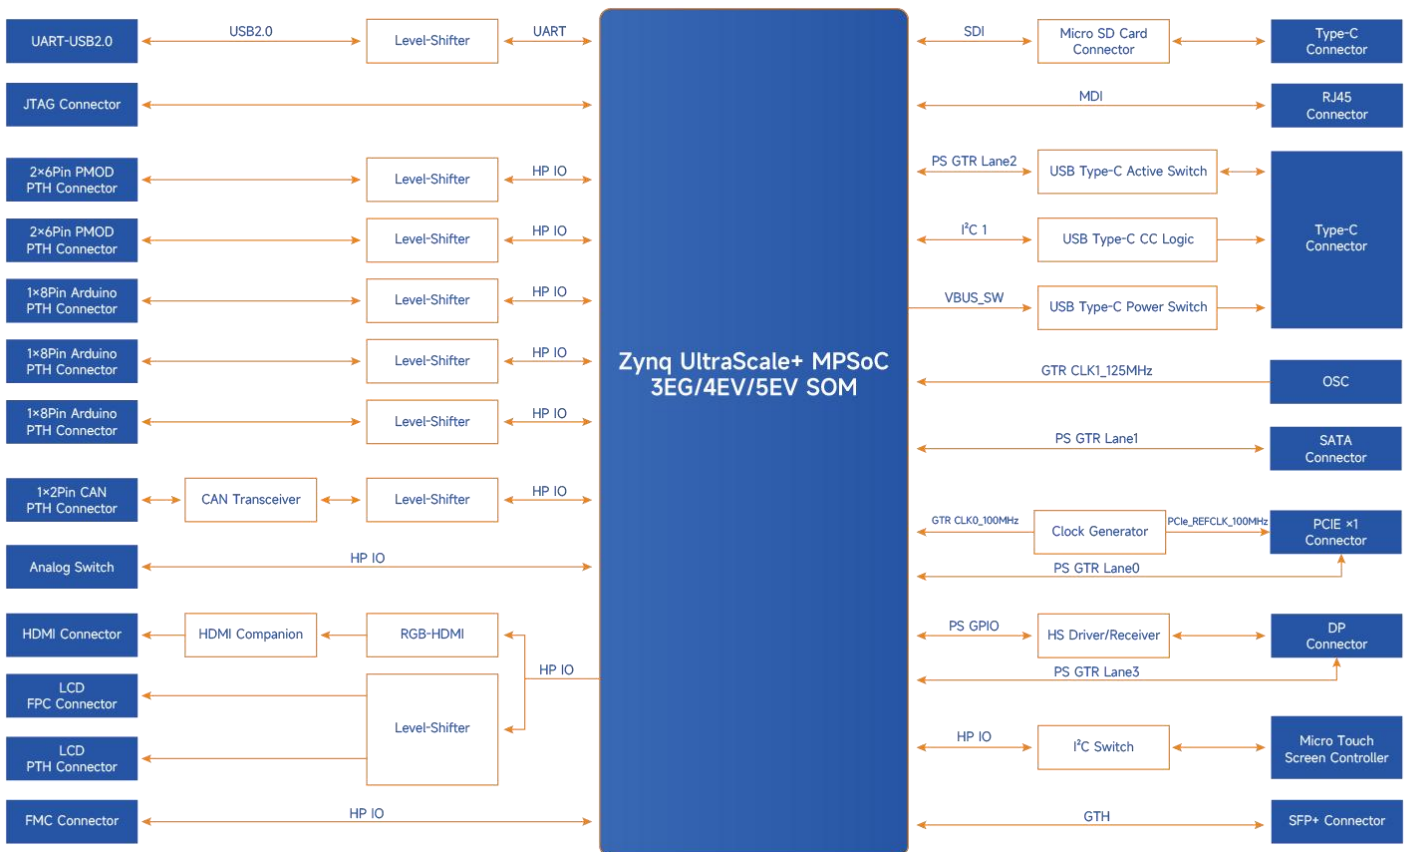 UART-USB2.0
USB2.0
Level-Shifter
UART
JTAG Connector
2×6Pin PMOD
PTH Connector
Level-Shifter
HP IO
2×6Pin PMOD
PTH Connector
Level-Shifter
HP IO
1×8Pin Arduino
PTH Connector
Level-Shifter
HP IO
1×8Pin Arduino
PTH Connector
Level-Shifter
HP IO
1×8Pin Arduino
PTH Connector
Level-Shifter
HP IO
1×2Pin CAN
PTH Connector
CAN Transceiver
Level-Shifter
HP IO
Analog Switch
HP IO
HDMI Connector
HDMI Companion
RGB-HDMI
HP IO
LCD
FPC Connector
Level-Shifter
LCD
PTH Connector
FMC Connector
HP IO
Zynq UltraScale+ MPSoC
3EG/4EV/5EV SOM
SDI
Micro SD Card
Connector
Type-C
Connector
MDI
RJ45
Connector
PS GTR Lane2
USB Type-C Active Switch
I²C 1
USB Type-C CC Logic
Type-C
Connector
VBUS_SW
USB Type-C Power Switch
GTR CLK1_125MHz
OSC
PS GTR Lane1
SATA
Connector
GTR CLK0_100MHz
Clock Generator
PCIe_REFCLK_100MHz
PCIE ×1
Connector
PS GTR Lane0
PS GPIO
HS Driver/Receiver
DP
Connector
PS GTR Lane3
HP IO
I²C Switch
Micro Touch
Screen Controller
GTH
SFP+ Connector